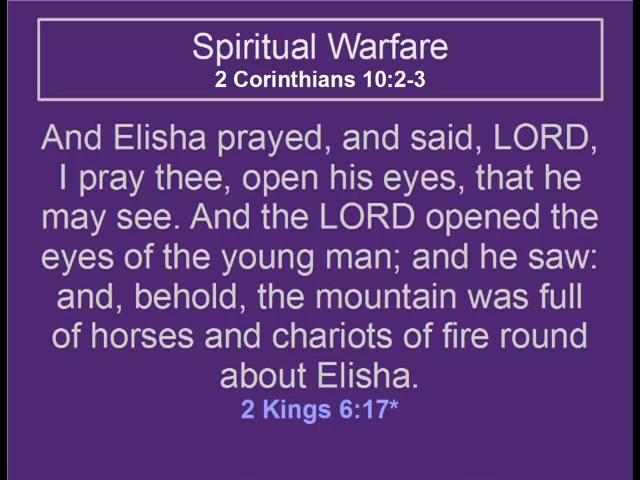 Spiritual Warfare
2 Corinthians 10:2-3
And Elisha prayed, and said, LORD,
I pray thee, open his eyes, that he
may see. And the LORD opened the
eyes of the young man; and he saw:
and, behold, the mountain was full
of horses and chariots of fire round
about Elisha.
2 Kings 6:17*